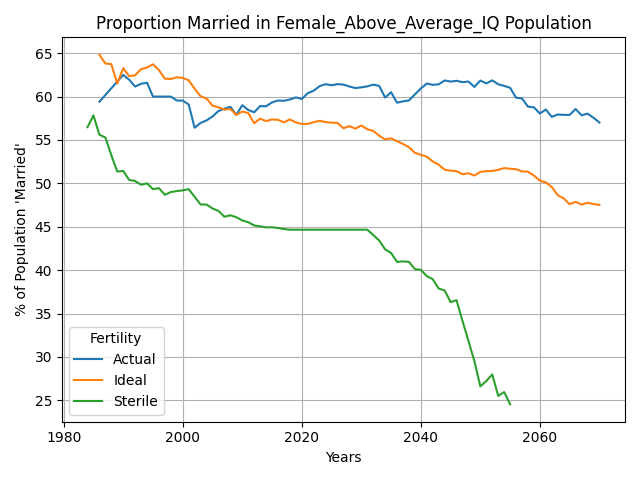 Proportion Married in Female_Above_Average_IQ Population
% of Population 'Married'
65
60
55
50
45
40
35
30
25
Fertility
Actual
Ideal
Sterile
1980
2000
2020
2040
2060
Years